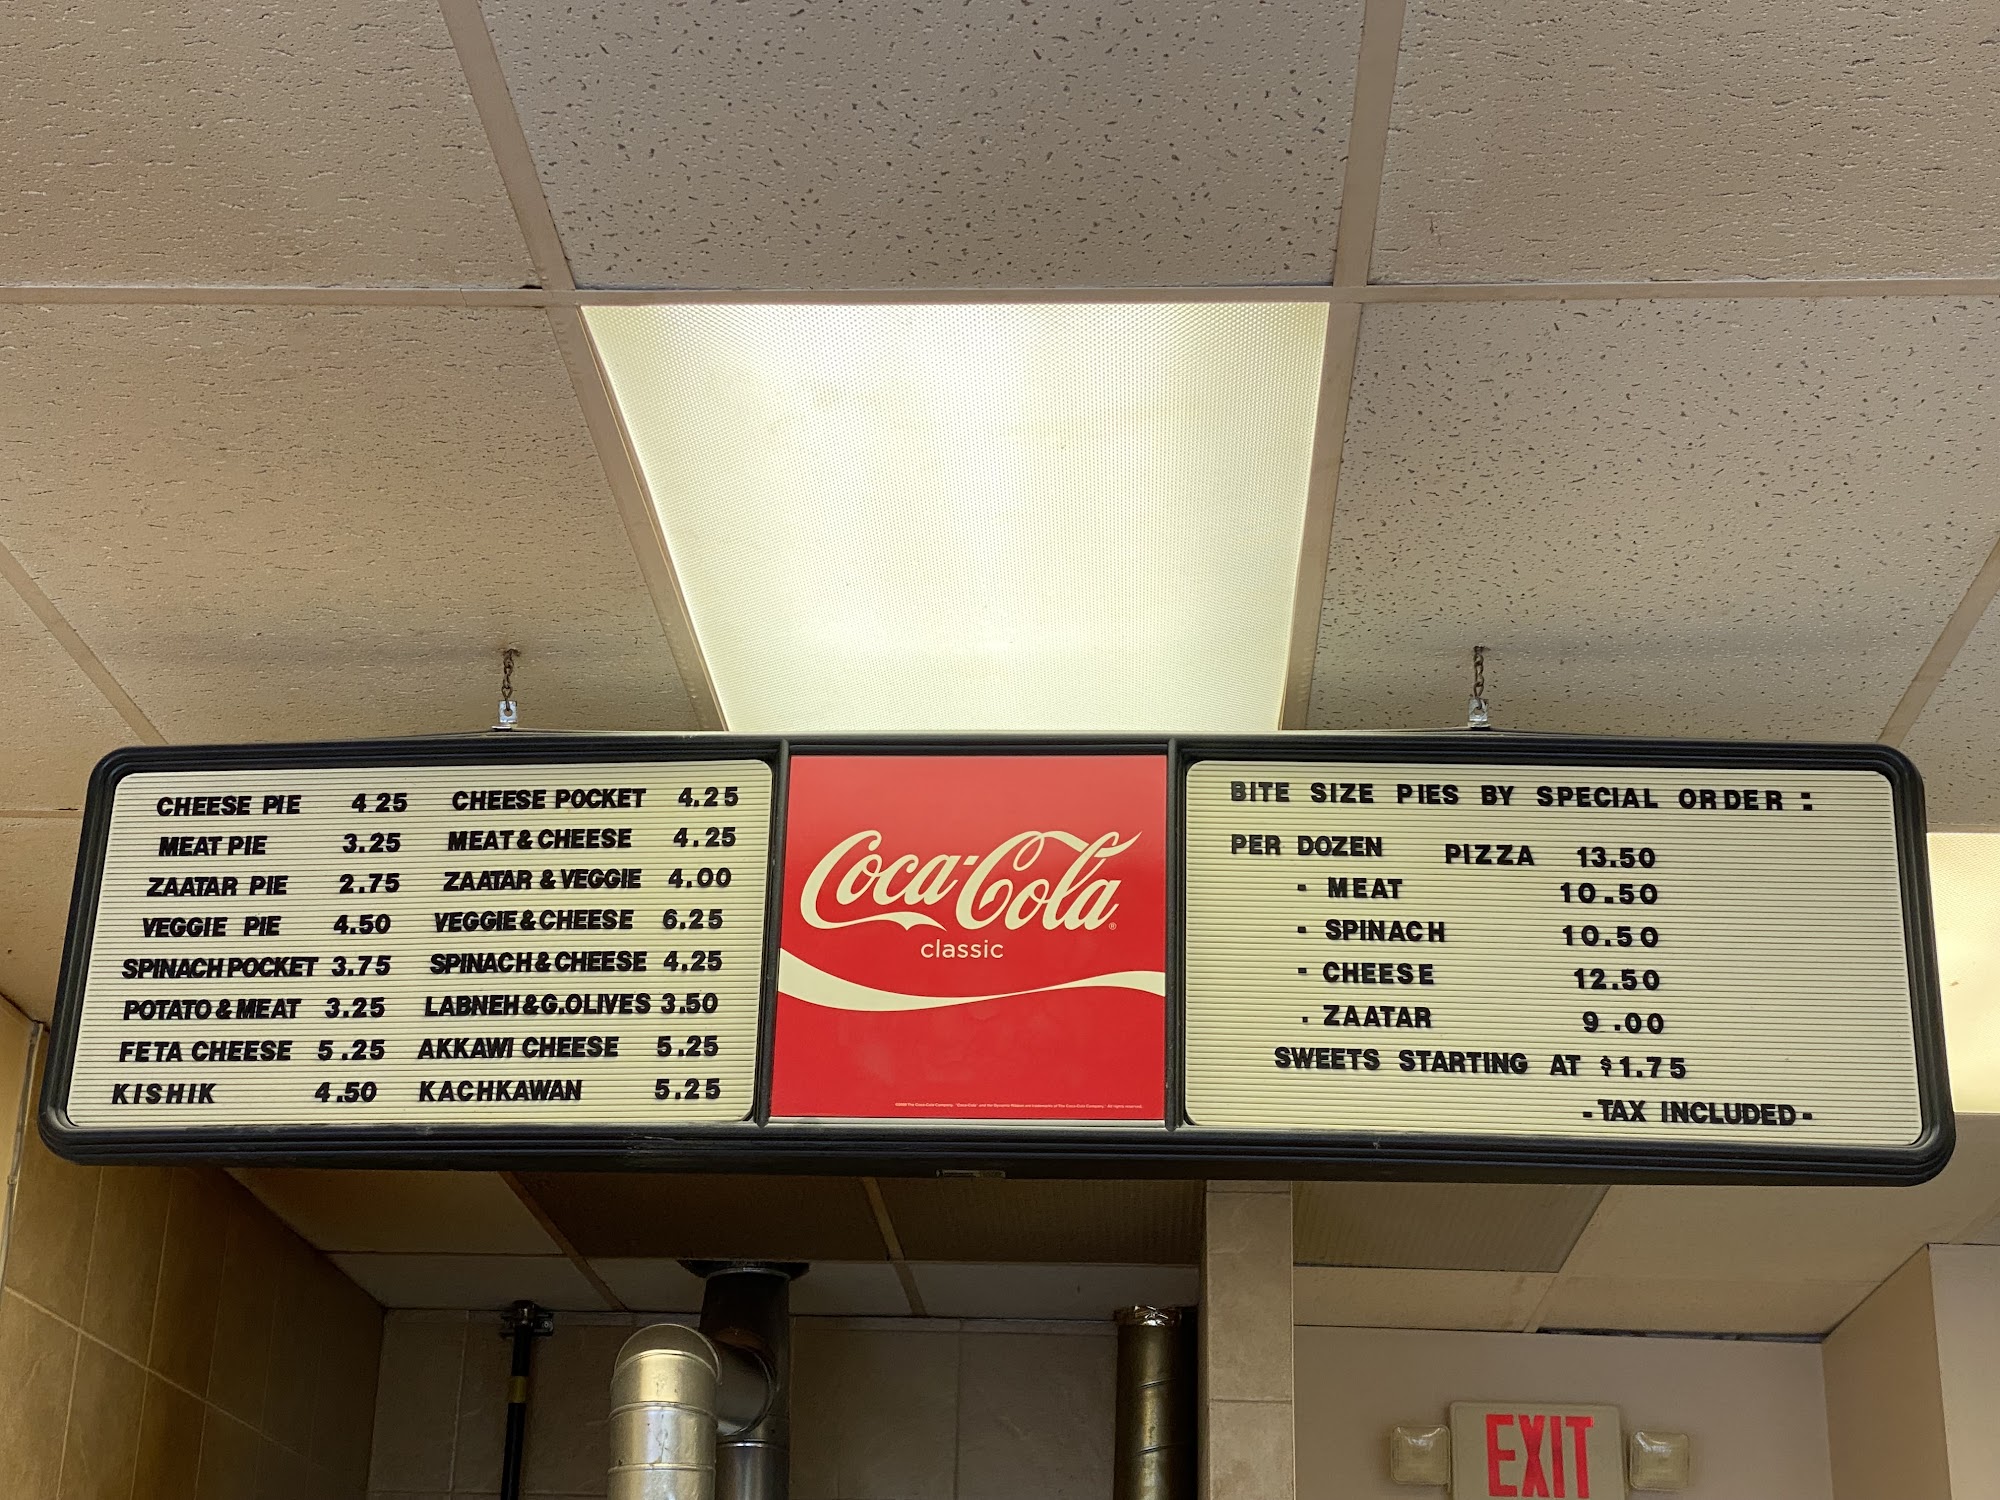 CHEESE PIE 4.25
MEAT PIE 3.25
ZAATAR PIE 2.75
VEGGIE PIE 4.50
SPINACH POCKET 3.75
POTATO & MEAT 3.25
FETA CHEESE 5.25
KISHIK 4.50
CHEESE POCKET 4.25
MEAT & CHEESE 4.25
ZAATAR & VEGGIE 4.00
VEGGIE & CHEESE 6.25
SPINACH & CHEESE 4.25
LABNEH & G.OLIVES 3.50
AKKAWI CHEESE 5.25
KACHKAWAN 5.25
Coca-Cola®
classic
BITE SIZE PIES BY SPECIAL ORDER :
PER DOZEN PIZZA 13.50
- MEAT 10.50
- SPINACH 10.50
- CHEESE 12.50
. ZAATAR 9.00
SWEETS STARTING AT $1.75
- TAX INCLUDED -
EXIT